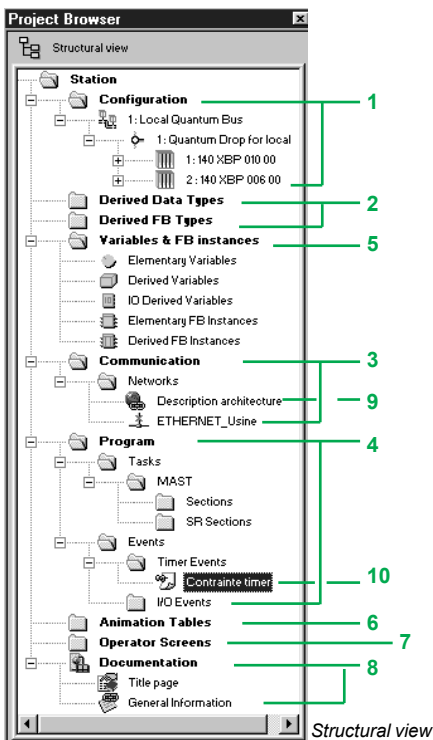 Project Browser
Structural view
Station
Configuration 1
1: Local Quantum Bus
1: Quantum Drop for local
1: 140 XBP 010 00
2 : 140 XBP 006 00
Derived Data Types 2
Derived FB Types
Variables & FB instances 5
Elementary Variables
Derived Variables
IO Derived Variables
Elementary FB Instances
Derived FB Instances
Communication 3
Networks
Description architecture 9
ETHERNET_Usine
Program 4
Tasks
MAST
Sections
SR Sections
Events
Timer Events
Contrainte timer 10
I/O Events
Animation Tables 6
Operator Screens 7
Documentation 8
Title page
General Information
Structural view